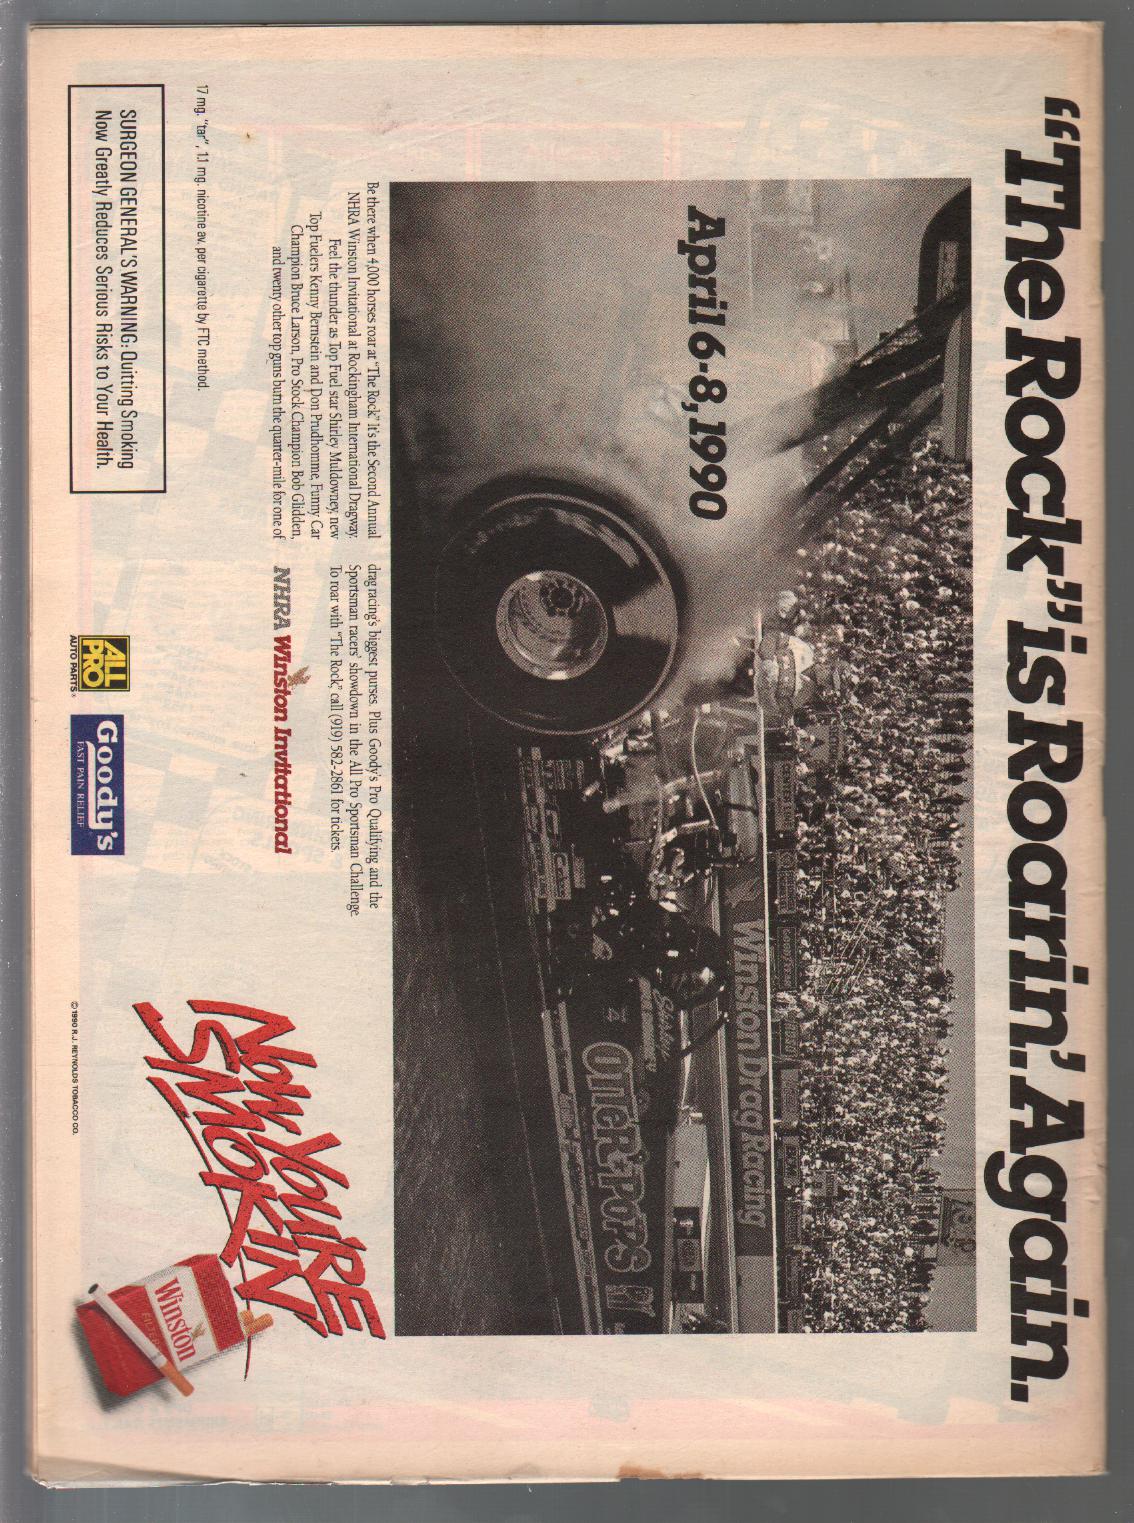 "The Rock" is Roarin'. Again.
April 6-8, 1990
Winston Drag Racing
Shirley
4
OTTER POPS
Be there when 4,000 horses roar at "The Rock." It's the Second Annual
NHRA Winston Invitational at Rockingham International Dragway.
Feel the thunder as Top Fuel star Shirley Muldowney, new
Top Fuelers Kenny Bernstein and Don Prudhomme, Funny Car
Champion Bruce Larson, Pro Stock Champion Bob Glidden,
and twenty other top guns burn the quarter-mile for one of
drag racing's biggest purses. Plus Goody's Pro Qualifying and the
Sportsman racers' showdown in the All Pro Sportsman Challenge.
To roar with "The Rock," call (919) 582-2861 for tickets.
NHRA Winston Invitational
17 mg. "tar", 1.1 mg. nicotine av. per cigarette by FTC method.
SURGEON GENERAL'S WARNING: Quitting Smoking
Now Greatly Reduces Serious Risks to Your Health.
ALL
PRO
AUTO PARTS®
Goody's
FAST PAIN RELIEF
NOW YOU'RE
SMOKIN'
Winston
© 1990 R.J. REYNOLDS TOBACCO CO.